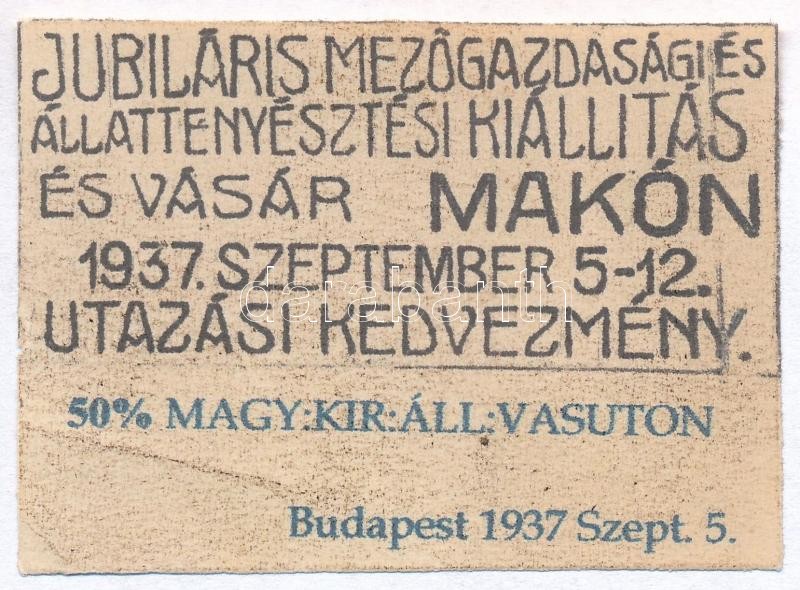 JUBILÁRIS MEZŐGAZDASÁGI ÉS
ÁLLATTENYÉSZTÉSI KIÁLLITÁS
ÉS VÁSÁR MAKÓN
1937. SZEPTEMBER 5-12.
darabanth
UTAZÁSI KEDVEZMÉNY.
50% MAGY:KIR:ÁLL:VASUTON
Budapest 1937 Szept. 5.